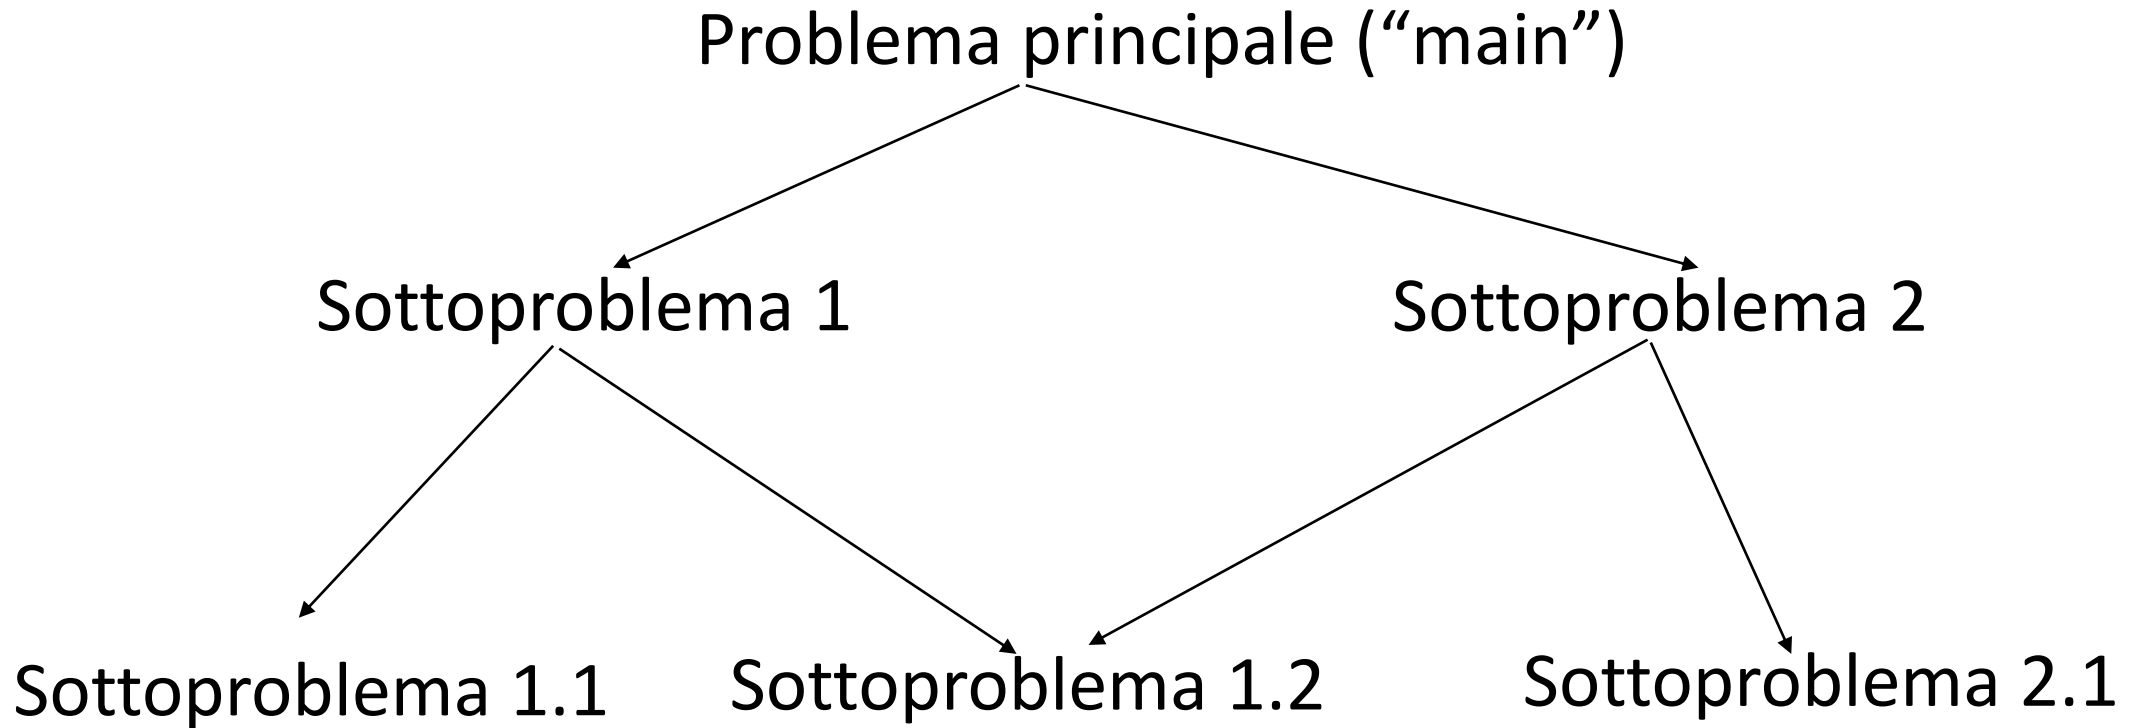 Problema principale (“main”)
Sottoproblema 1
Sottoproblema 2
Sottoproblema 1.1
Sottoproblema 1.2
Sottoproblema 2.1